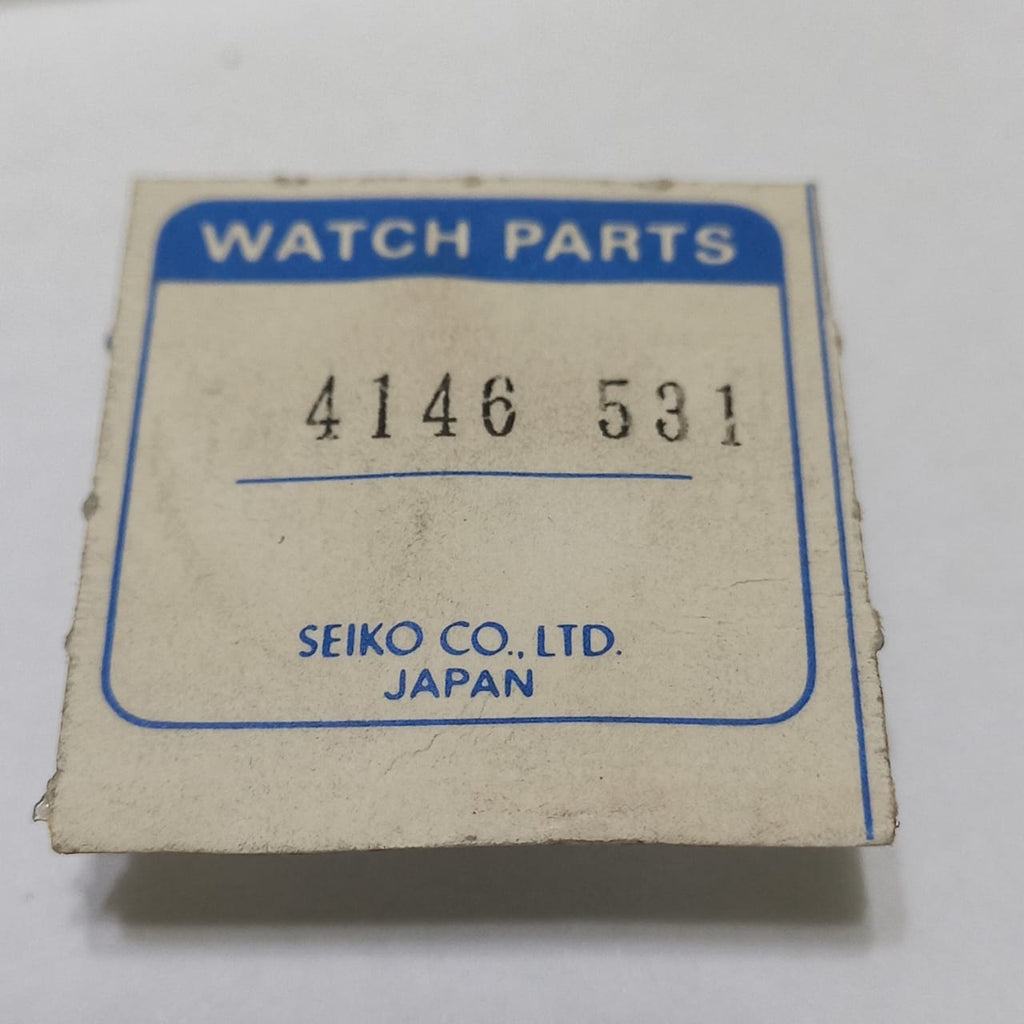 WATCH PARTS
4146 531
SEIKO CO., LTD.
JAPAN